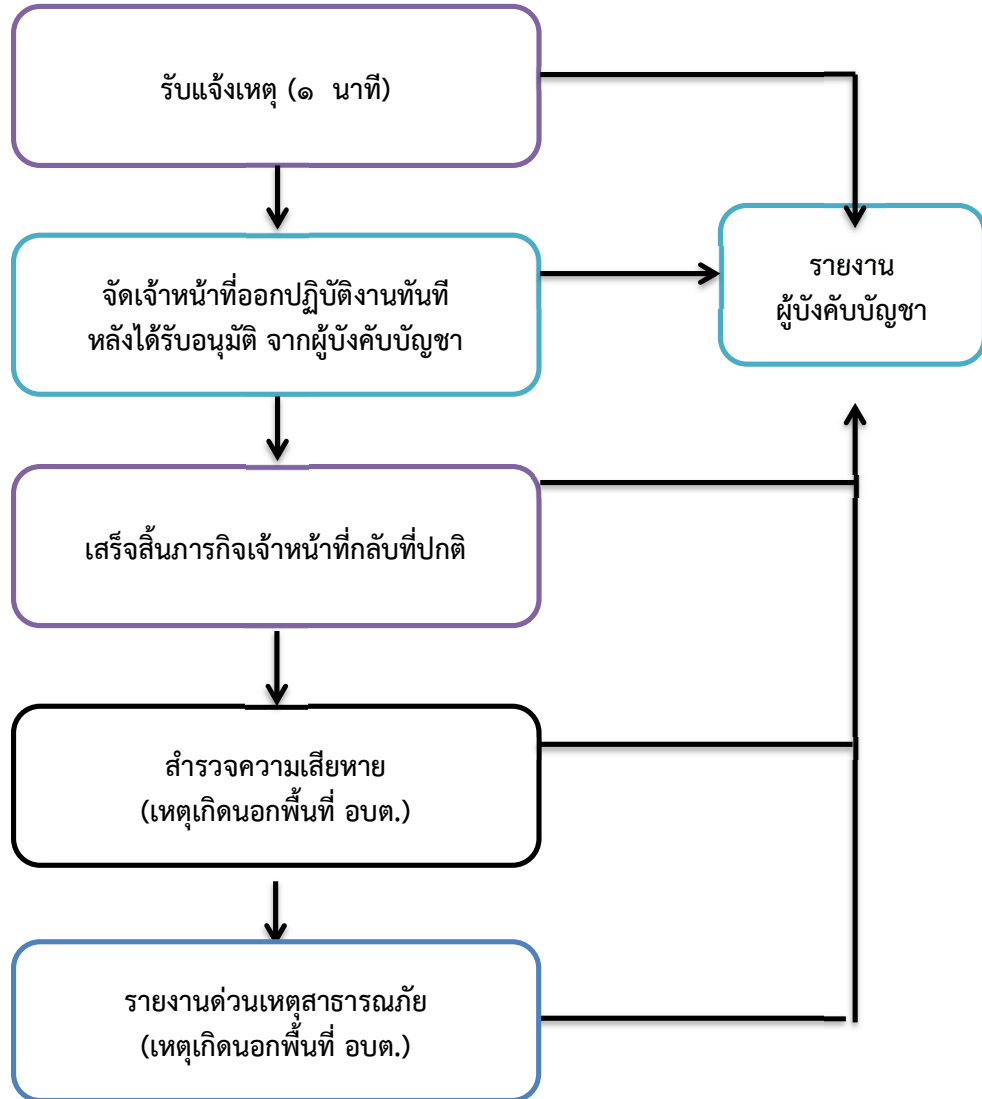 รับแจ้งเหตุ (๑ นาที)
จัดเจ้าหน้าที่ออกปฏิบัติงานทันที
หลังได้รับอนุมัติ จากผู้บังคับบัญชา
รายงาน
ผู้บังคับบัญชา
เสร็จสิ้นภารกิจเจ้าหน้าที่กลับที่ปกติ
สำรวจความเสียหาย
(เหตุเกิดนอกพื้นที่ อบต.)
รายงานด่วนเหตุสาธารณภัย
(เหตุเกิดนอกพื้นที่ อบต.)